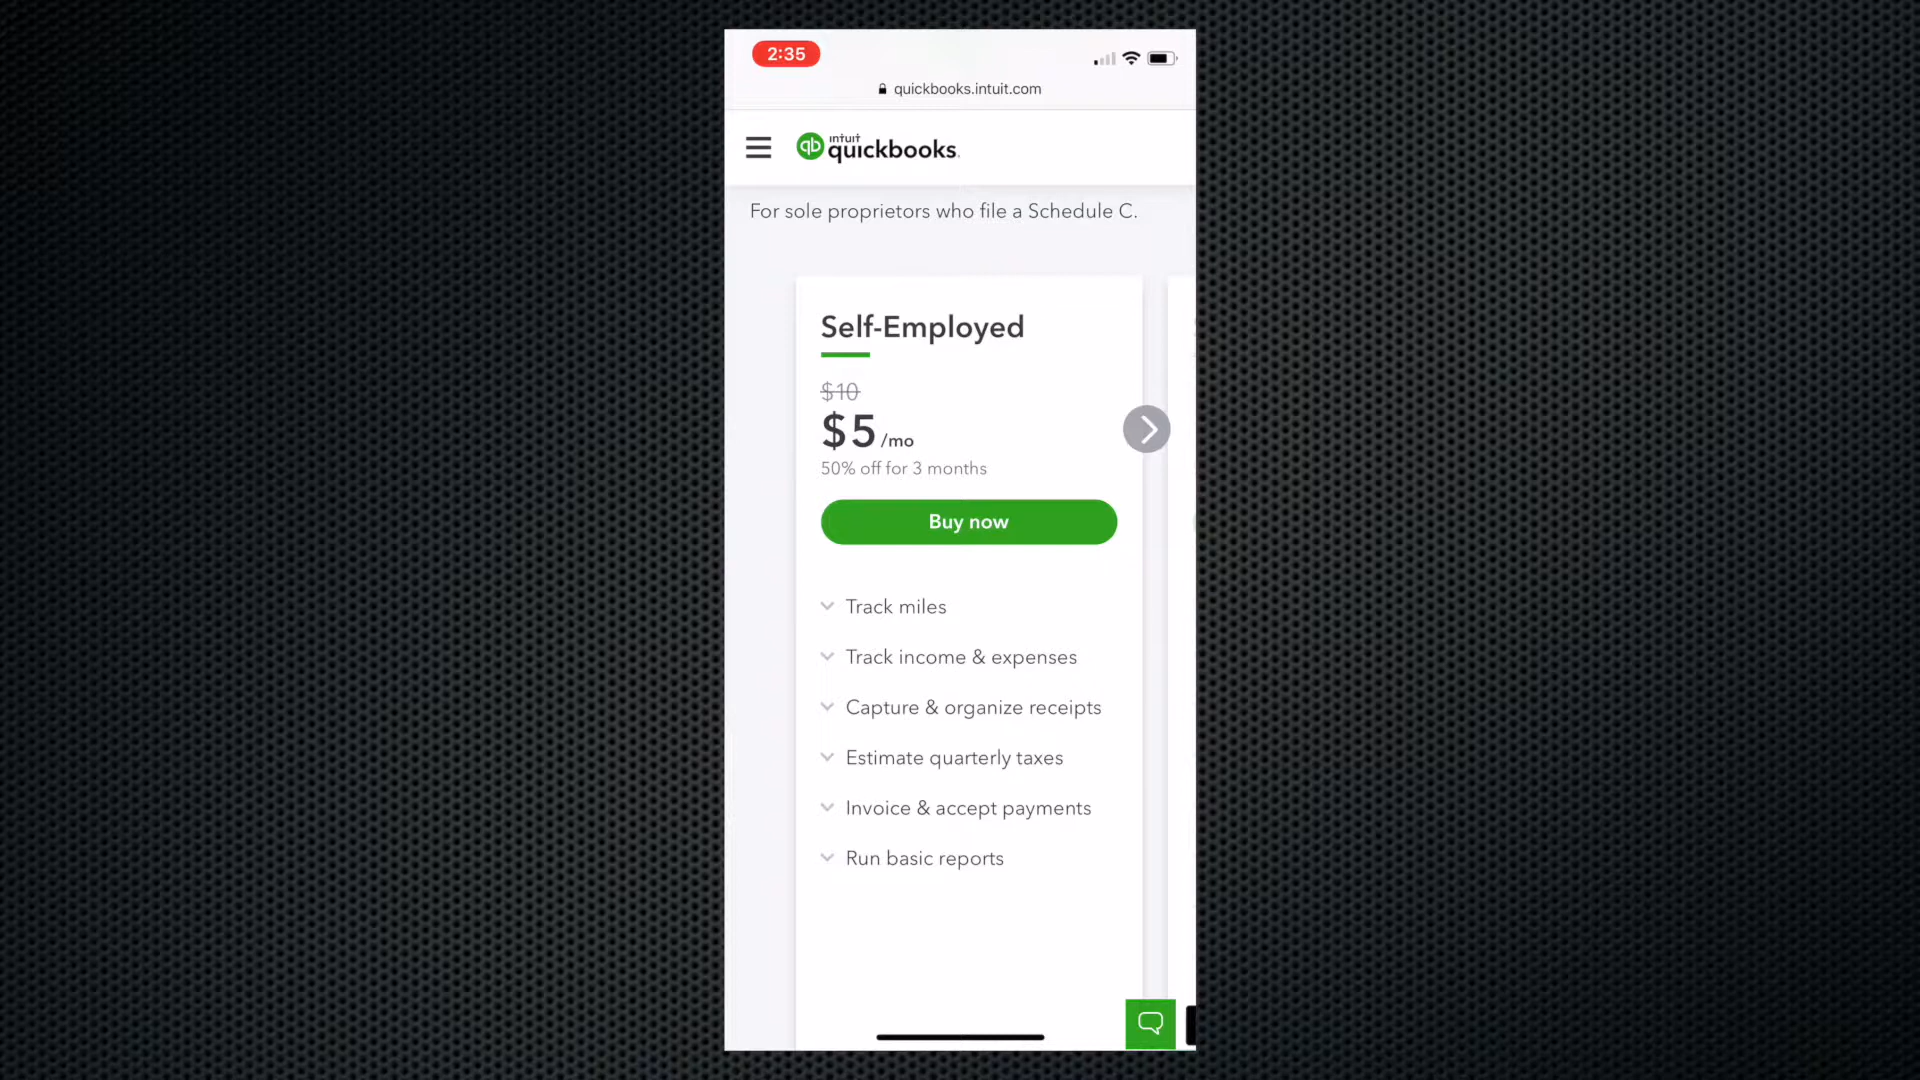 2:35
quickbooks.intuit.com
qb intuit quickbooks.
For sole proprietors who file a Schedule C.
Self-Employed
$10
$5 /mo
50% off for 3 months
Buy now
Track miles
Track income & expenses
Capture & organize receipts
Estimate quarterly taxes
Invoice & accept payments
Run basic reports